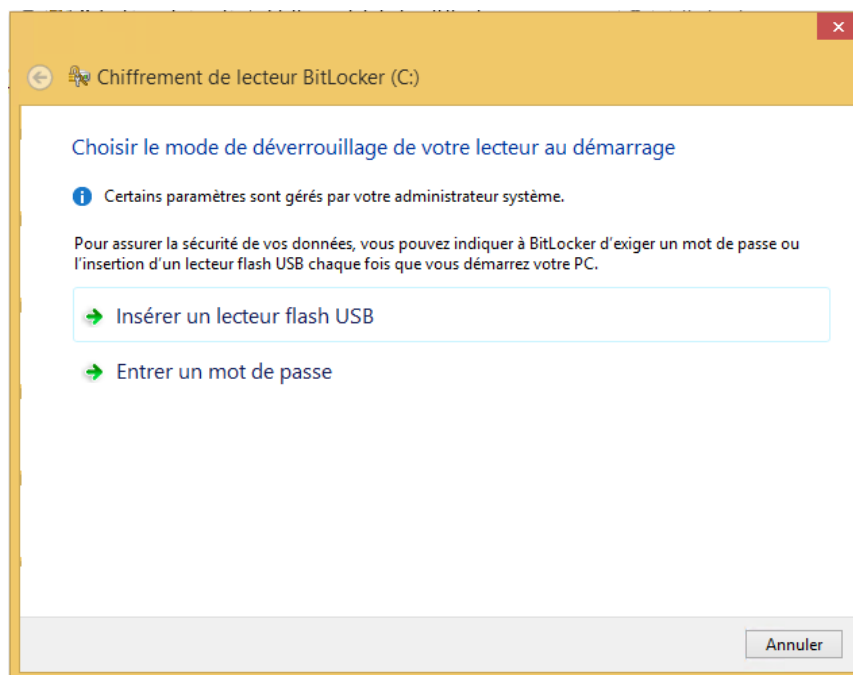 Chiffrement de lecteur BitLocker (C:)
Choisir le mode de déverrouillage de votre lecteur au démarrage
Certains paramètres sont gérés par votre administrateur système.
Pour assurer la sécurité de vos données, vous pouvez indiquer à BitLocker d'exiger un mot de passe ou
l'insertion d'un lecteur flash USB chaque fois que vous démarrez votre PC.
Insérer un lecteur flash USB
Entrer un mot de passe
Annuler